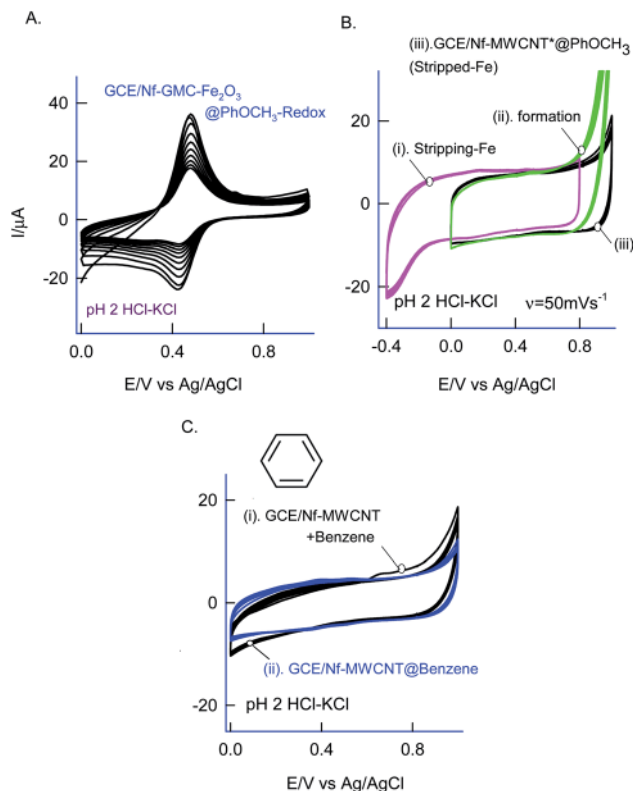 A.
GCE/Nf-GMC-Fe₂O₃
@PhOCH₃-Redox
40
20
0
-20
I/µA
pH 2 HCl-KCl
0.0 0.4 0.8
E/V vs Ag/AgCl
B.
(iii).GCE/Nf-MWCNT*@PhOCH₃
(Stripped-Fe)
(ii). formation
(i). Stripping-Fe
20
0
-20
(iii)
pH 2 HCl-KCl ν=50mVs⁻¹
-0.4 0.0 0.4 0.8
E/V vs Ag/AgCl
C.
20
(i). GCE/Nf-MWCNT
+Benzene
0
(ii). GCE/Nf-MWCNT@Benzene
pH 2 HCl-KCl
-20
0.0 0.4 0.8
E/V vs Ag/AgCl